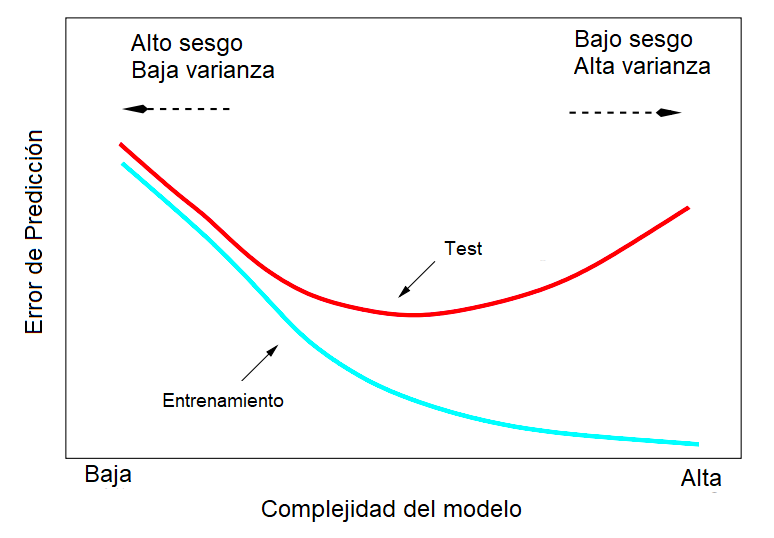 Alto sesgo
Baja varianza
Bajo sesgo
Alta varianza
Error de Predicción
Test
Entrenamiento
Baja
Alta
Complejidad del modelo